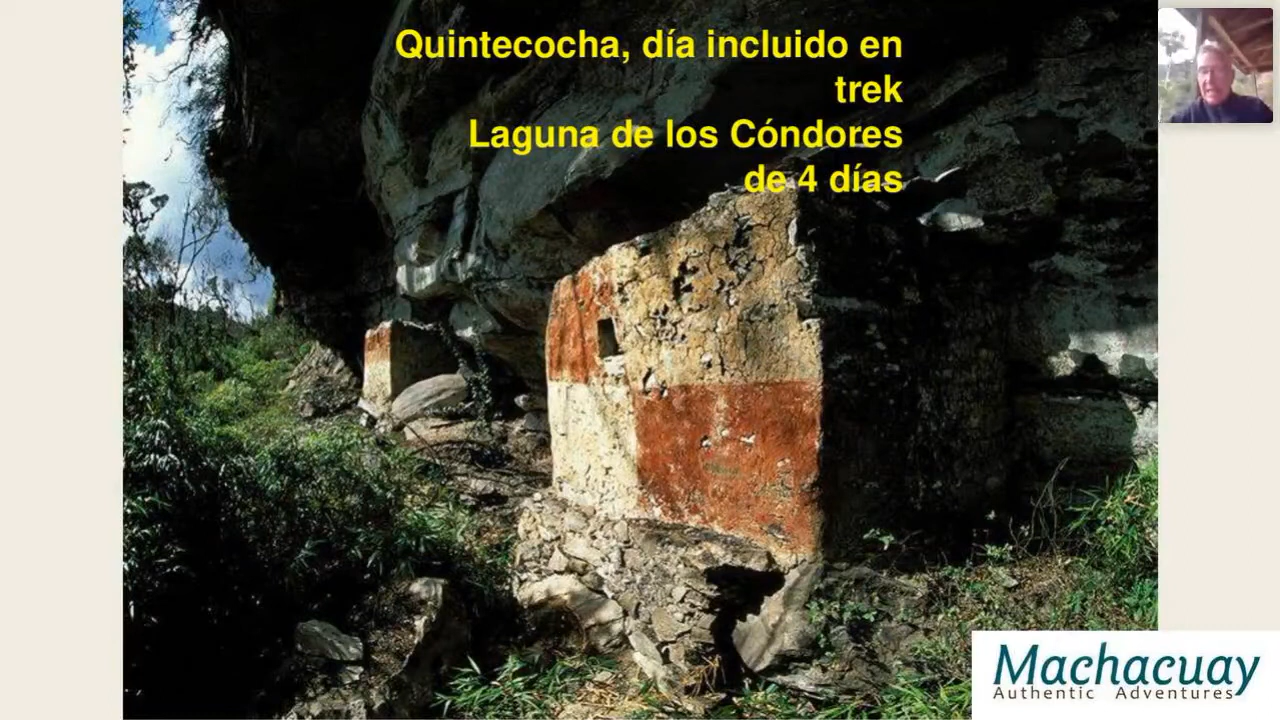 Quintecocha, día incluido en
trek
Laguna de los Cóndores
de 4 días
Machacuay
Authentic Adventures